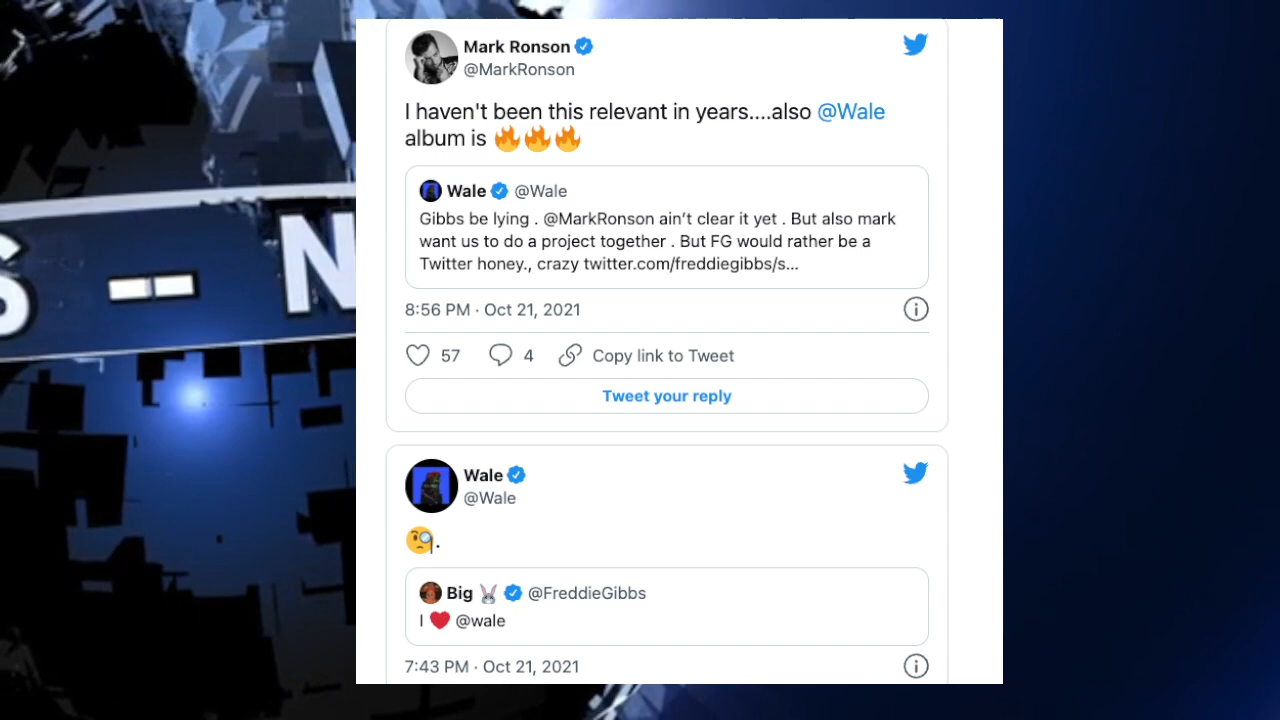 Mark Ronson
@MarkRonson
I haven't been this relevant in years....also @Wale
album is 🔥🔥🔥
Wale @Wale
Gibbs be lying . @MarkRonson ain't clear it yet . But also mark
want us to do a project together . But FG would rather be a
Twitter honey., crazy twitter.com/freddiegibbs/s...
8:56 PM · Oct 21, 2021
57 4 Copy link to Tweet
Tweet your reply
Wale
@Wale
🧐.
Big 🐰 @FreddieGibbs
I ❤️ @wale
7:43 PM · Oct 21, 2021
S - N